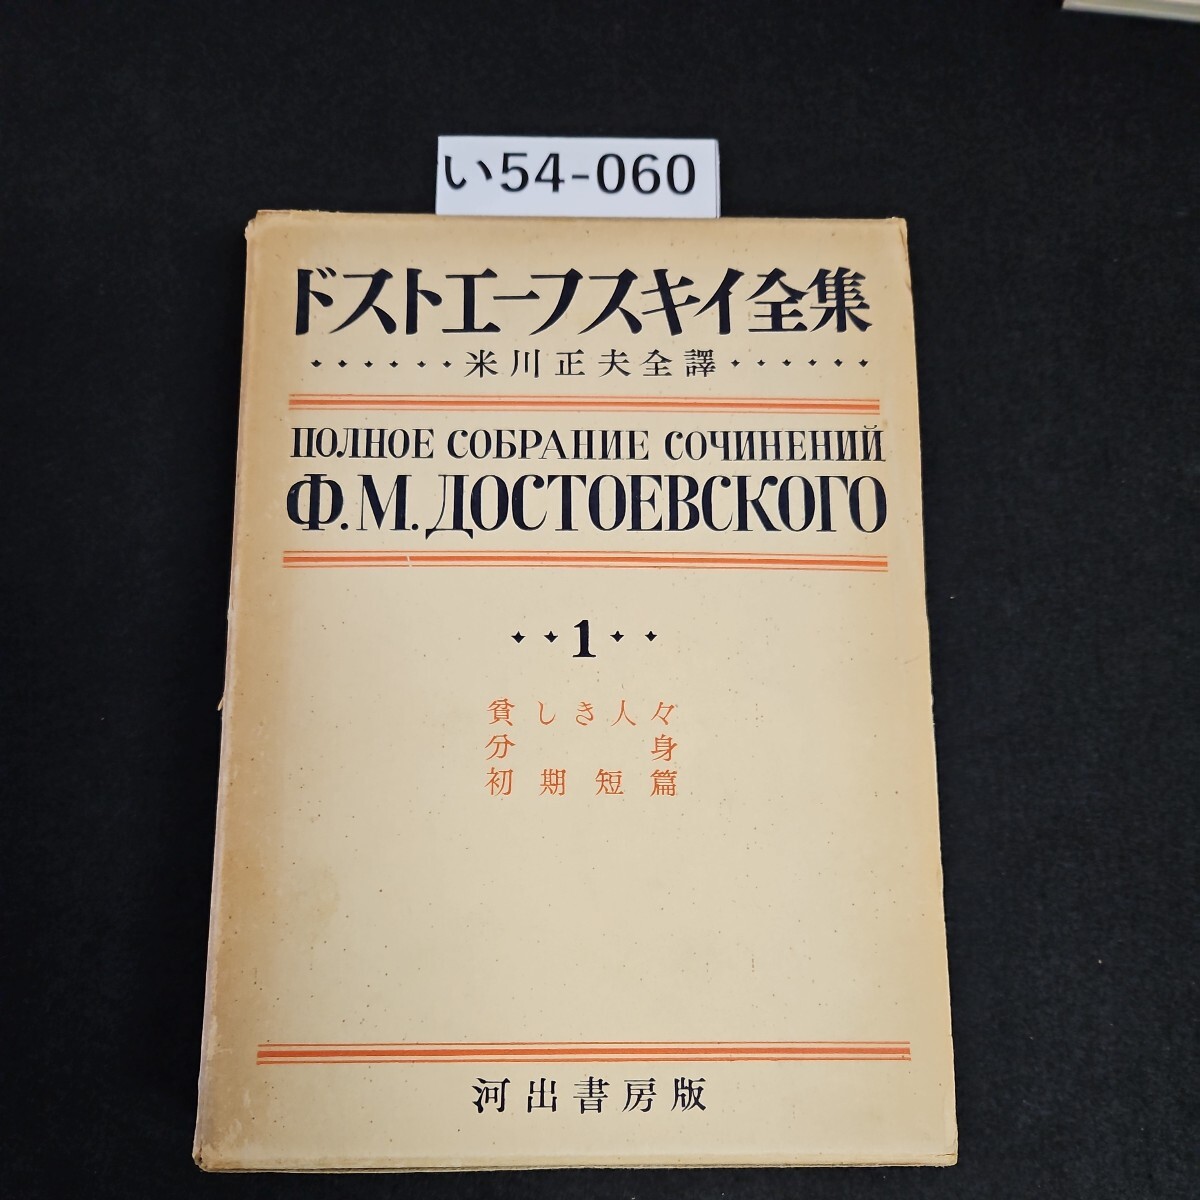 い54-060
ドストエーフスキイ全集
米川正夫全譯
ПОЛНОЕ СОБРАНИЕ СОЧИНЕНИЙ
Ф.М.ДОСТОЕВСКОГО
1
貧しき人々
分身
初期短篇
河出書房版